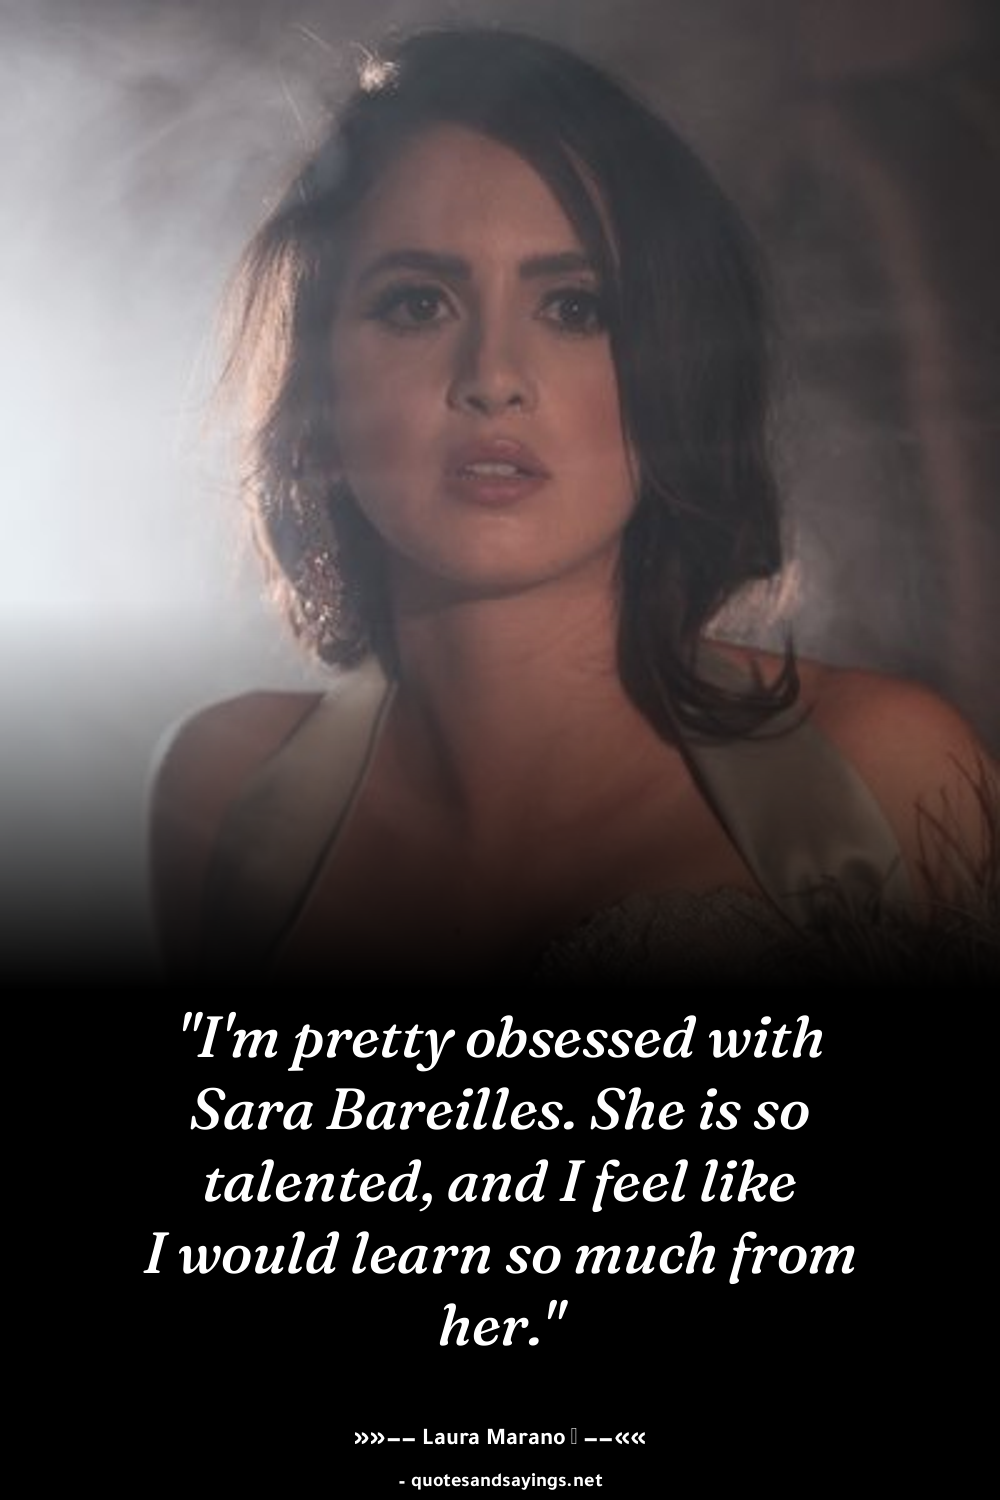 "I'm pretty obsessed with
Sara Bareilles. She is so
talented, and I feel like
I would learn so much from
her."
»»–– Laura Marano ––««
- quotesandsayings.net